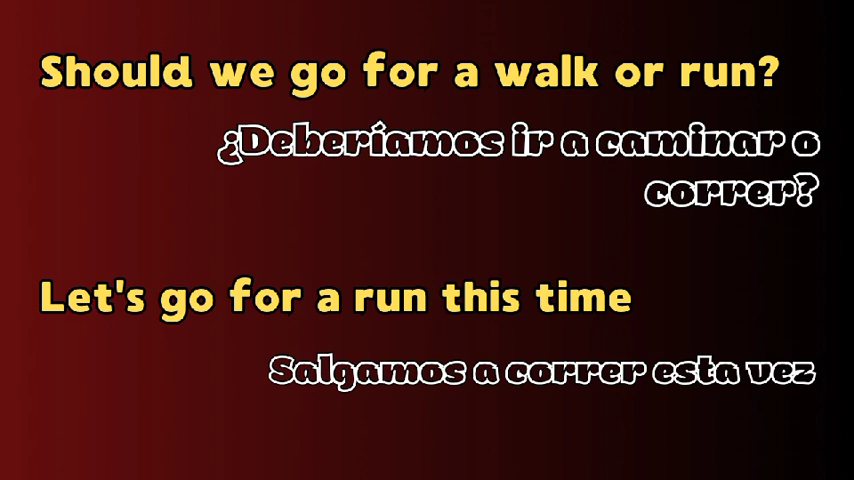 Should we go for a walk or run?
¿Deberíamos ir a caminar o
correr?
Let's go for a run this time
Salgamos a correr esta vez